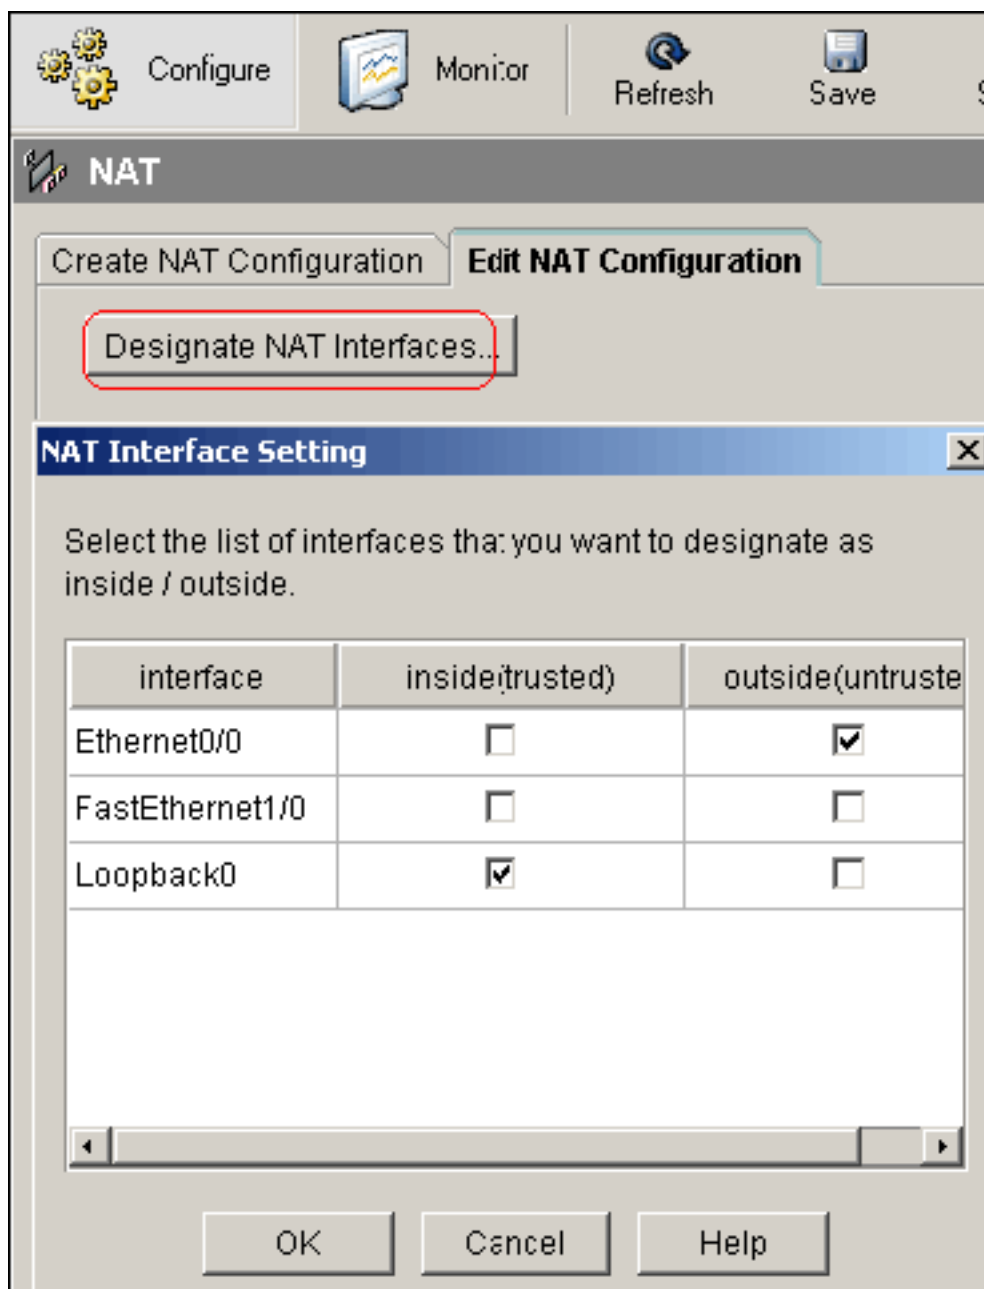 Configure
Monitor
Refresh
Save
NAT
Create NAT Configuration
Edit NAT Configuration
Designate NAT Interfaces...
NAT Interface Setting
Select the list of interfaces that you want to designate as
inside / outside.
interface inside(trusted) outside(untruste
Ethernet0/0
FastEthernet1/0
Loopback0
OK
Cancel
Help